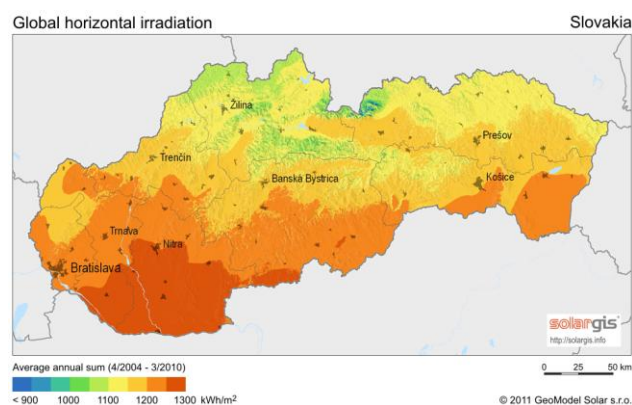 Global horizontal irradiation
Slovakia
Žilina
Prešov
Trenčín
Banská Bystrica
Košice
Trnava
Nitra
Bratislava
solargis
http://solargis.info
Average annual sum (4/2004 - 3/2010)
0 25 50 km
< 900 1000 1100 1200 1300 kWh/m²
© 2011 GeoModel Solar s.r.o.